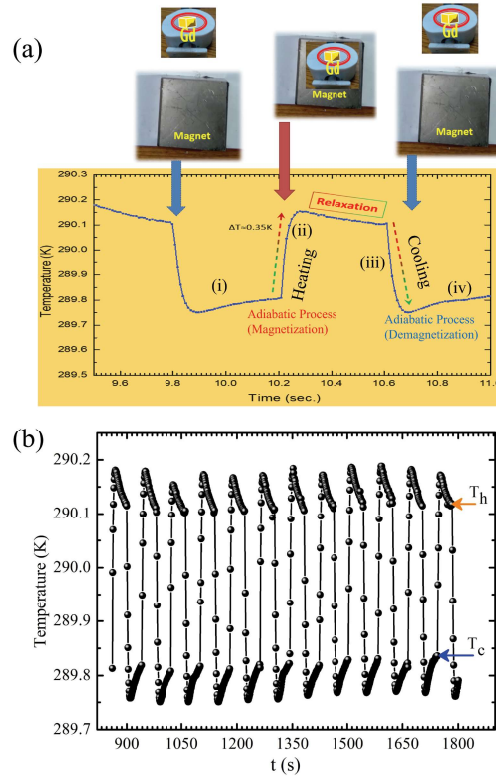 (a)
Gd
Gd
Gd
Magnet
Magnet
Magnet
290.3
290.2
290.1
290.0
289.9
289.8
289.7
289.6
289.5
Temperature (K)
ΔT=0.35K
(i)
(ii)
Heating
Relaxation
(iii)
Cooling
(iv)
Adiabatic Process
(Magnetization)
Adiabatic Process
(Demagnetization)
9.6 9.8 10.0 10.2 10.4 10.6 10.8 11.0
Time (sec.)
(b)
290.2
290.1
290.0
289.9
289.8
289.7
Temperature (K)
Th
Tc
900 1050 1200 1350 1500 1650 1800
t (s)